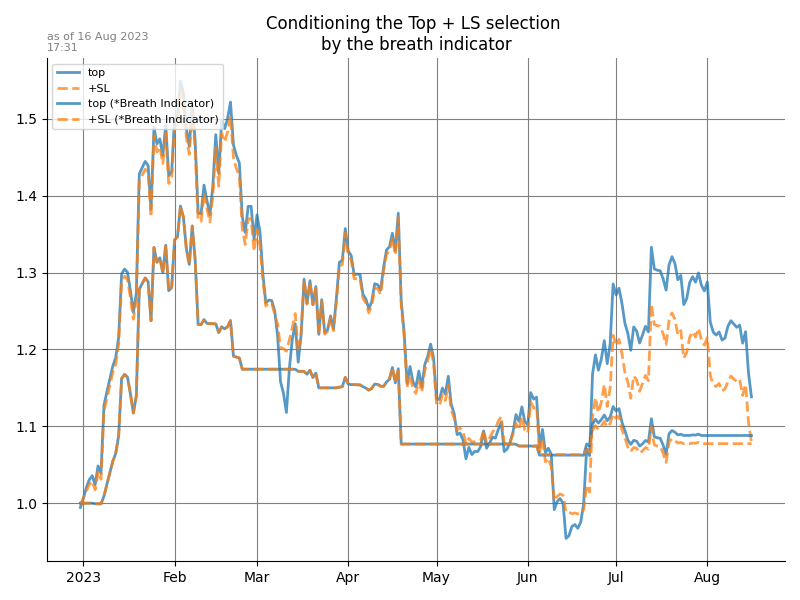 Conditioning the Top + LS selection
by the breath indicator
as of 16 Aug 2023
17:31
top
+SL
top (*Breath Indicator)
+SL (*Breath Indicator)
1.5
1.4
1.3
1.2
1.1
1.0
2023 Feb Mar Apr May Jun Jul Aug